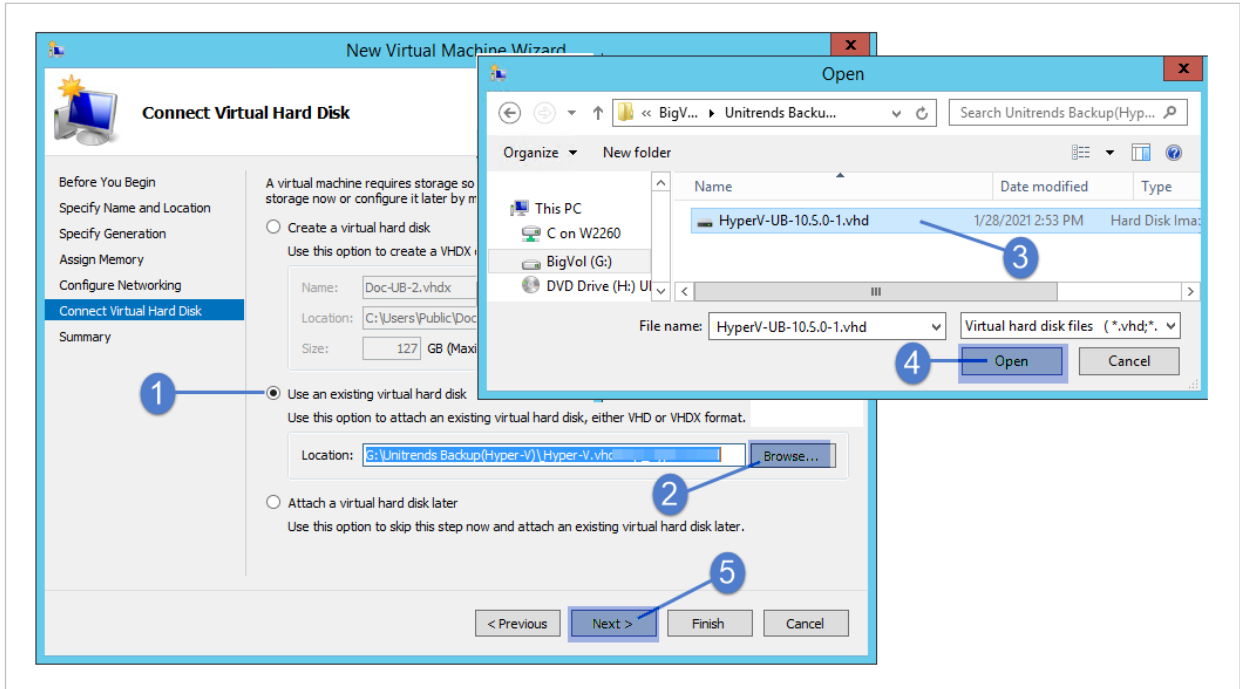 New Virtual Machine Wizard
x
Connect Virtual Hard Disk
Before You Begin
Specify Name and Location
Specify Generation
Assign Memory
Configure Networking
Connect Virtual Hard Disk
Summary
A virtual machine requires storage so
storage now or configure it later by m
Create a virtual hard disk
Use this option to create a VHDX
Name: Doc-UB-2.vhdx
Location: C:\Users\Public\Doc
Size: 127 GB (Maxi
1
Use an existing virtual hard disk
Use this option to attach an existing virtual hard disk, either VHD or VHDX format.
Location: G:\Unitrends Backup(Hyper-V)\Hyper-V.vhd
Browse...
2
Attach a virtual hard disk later
Use this option to skip this step now and attach an existing virtual hard disk later.
5
< Previous Next > Finish Cancel
Open
x
« BigV... Unitrends Backu...
Search Unitrends Backup(Hyp...
Organize New folder
This PC
C on W2260
BigVol (G:)
DVD Drive (H:) UI
Name Date modified Type
HyperV-UB-10.5.0-1.vhd 1/28/2021 2:53 PM Hard Disk Ima
3
File name: HyperV-UB-10.5.0-1.vhd Virtual hard disk files (*.vhd;*.
4
Open Cancel